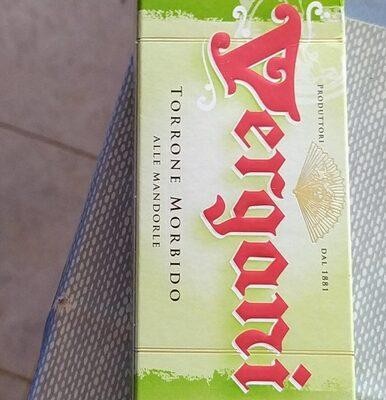 Vergani
PRODUTTORI DAL 1881
TORRONE MORBIDO
ALLE MANDORLE